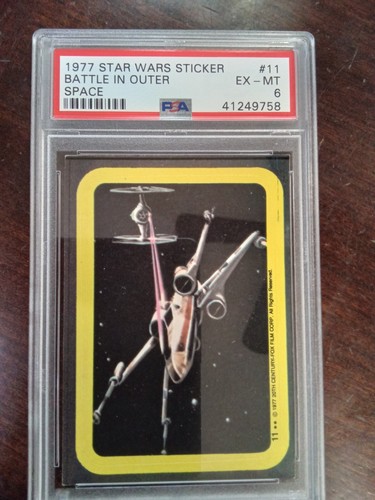 1977 STAR WARS STICKER #11
BATTLE IN OUTER EX - MT
SPACE 6
PSA 41249758
11 ★★ © 1977 20TH CENTURY-FOX FILM CORP. All Rights Reserved.